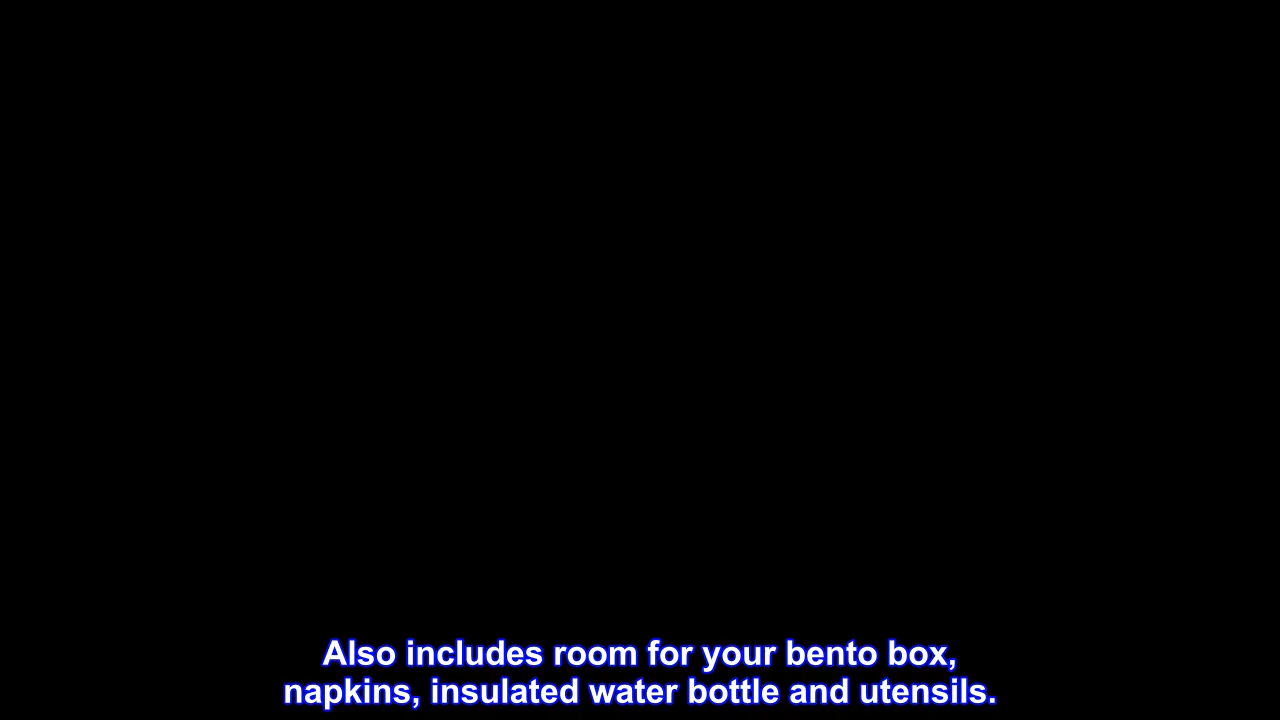 Also includes room for your bento box,
napkins, insulated water bottle and utensils.